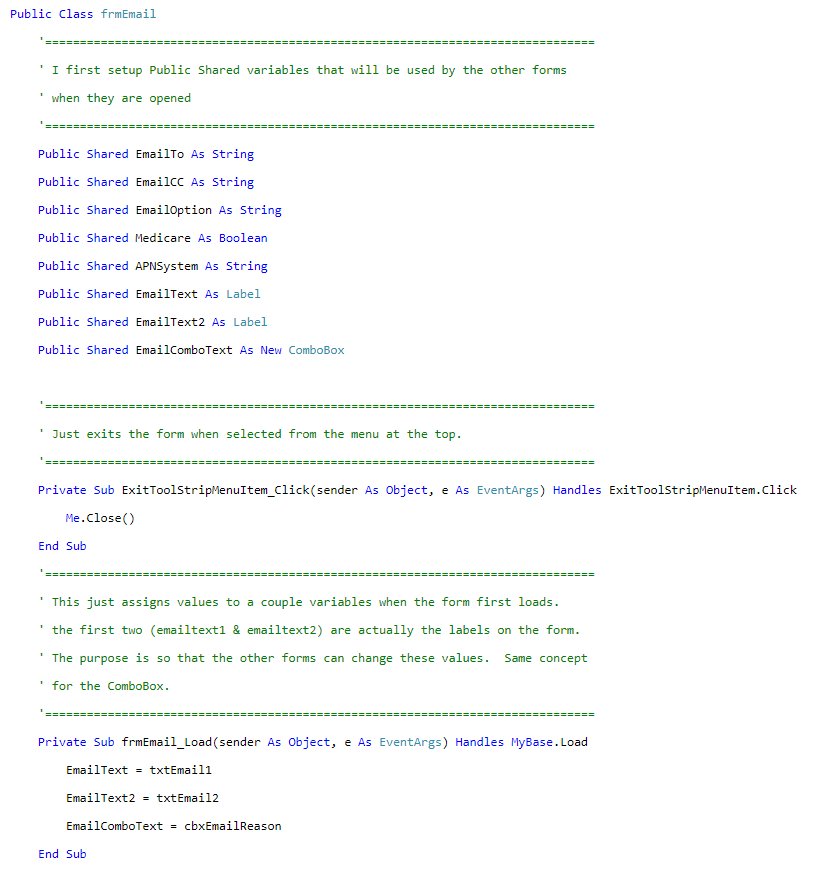 Public Class frmEmail
'===============================================================================
' I first setup Public Shared variables that will be used by the other forms
' when they are opened
'===============================================================================
Public Shared EmailTo As String
Public Shared EmailCC As String
Public Shared EmailOption As String
Public Shared Medicare As Boolean
Public Shared APNSystem As String
Public Shared EmailText As Label
Public Shared EmailText2 As Label
Public Shared EmailComboText As New ComboBox
'===============================================================================
' Just exits the form when selected from the menu at the top.
'===============================================================================
Private Sub ExitToolStripMenuItem_Click(sender As Object, e As EventArgs) Handles ExitToolStripMenuItem.Click
Me.Close()
End Sub
'===============================================================================
' This just assigns values to a couple variables when the form first loads.
' the first two (emailtext1 & emailtext2) are actually the labels on the form.
' The purpose is so that the other forms can change these values.  Same concept
' for the ComboBox.
'===============================================================================
Private Sub frmEmail_Load(sender As Object, e As EventArgs) Handles MyBase.Load
EmailText = txtEmail1
EmailText2 = txtEmail2
EmailComboText = cbxEmailReason
End Sub